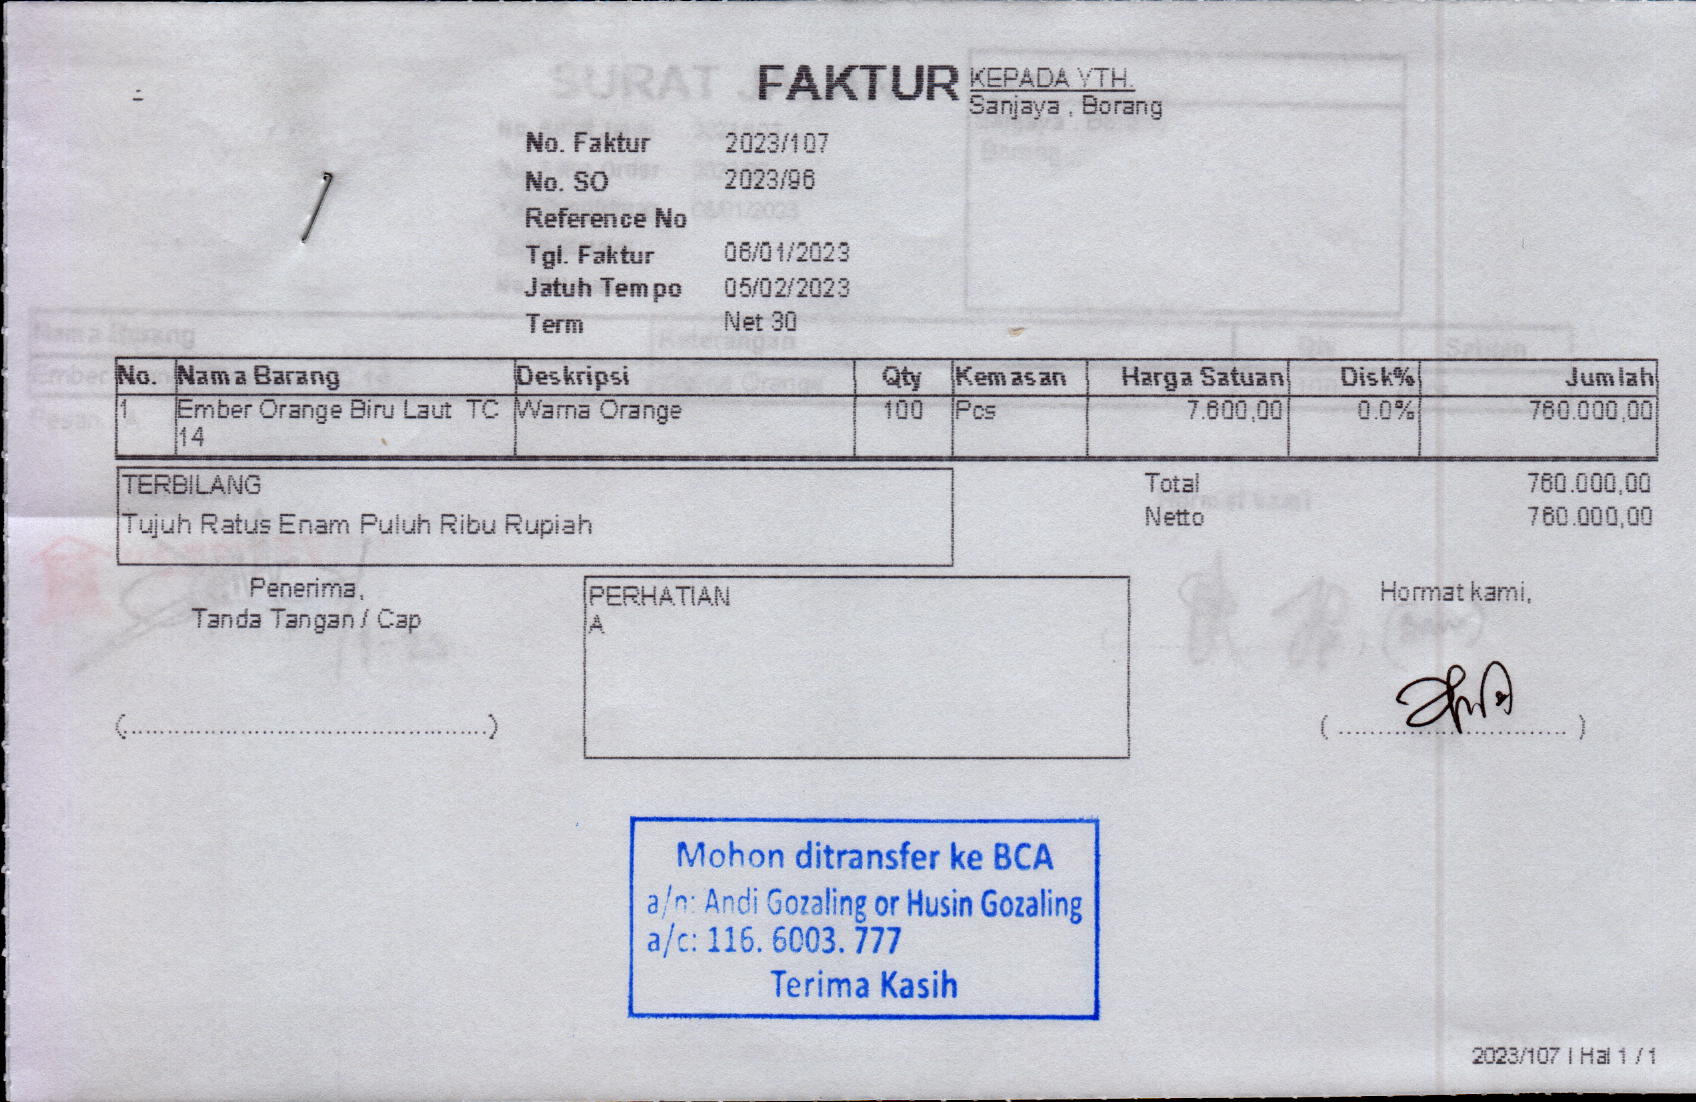 FAKTUR
KEPADA YTH.
Sanjaya , Borang
No. Faktur 2023/107
No. SO 2023/96
Reference No
Tgl. Faktur 06/01/2023
Jatuh Tempo 05/02/2023
Term Net 30
No. Nama Barang Deskripsi Qty Kemasan Harga Satuan Disk% Jumlah
1 Ember Orange Biru Laut TC Warna Orange 100 Pcs 7.600,00 0.0% 760.000,00
14
TERBILANG
Tujuh Ratus Enam Puluh Ribu Rupiah
Total 760.000,00
Netto 760.000,00
Penerima,
Tanda Tangan / Cap
(................................................)
PERHATIAN
A
Hormat kami,
( .............................. )
Mohon ditransfer ke BCA
a/n: Andi Gozaling or Husin Gozaling
a/c: 116. 6003. 777
Terima Kasih
2023/107 | Hal 1 / 1